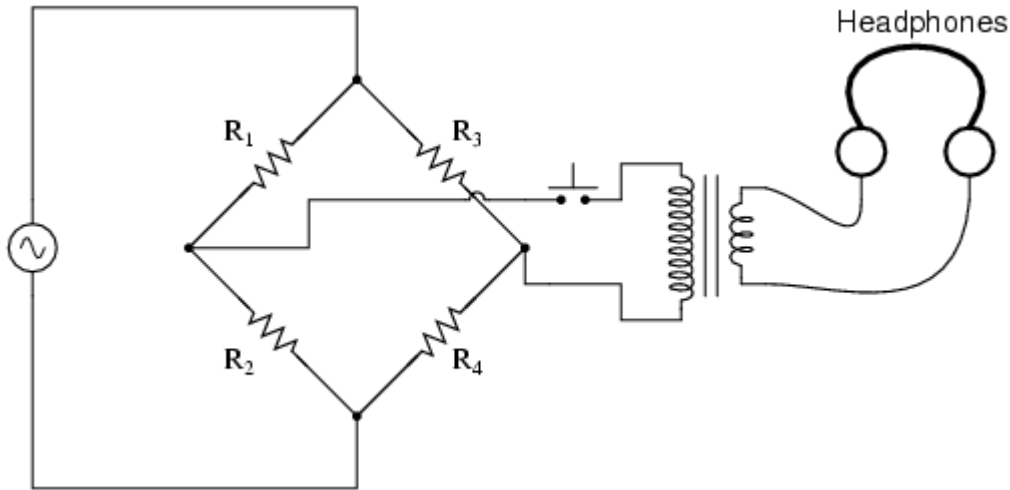 Headphones
R₁
R₃
R₂
R₄